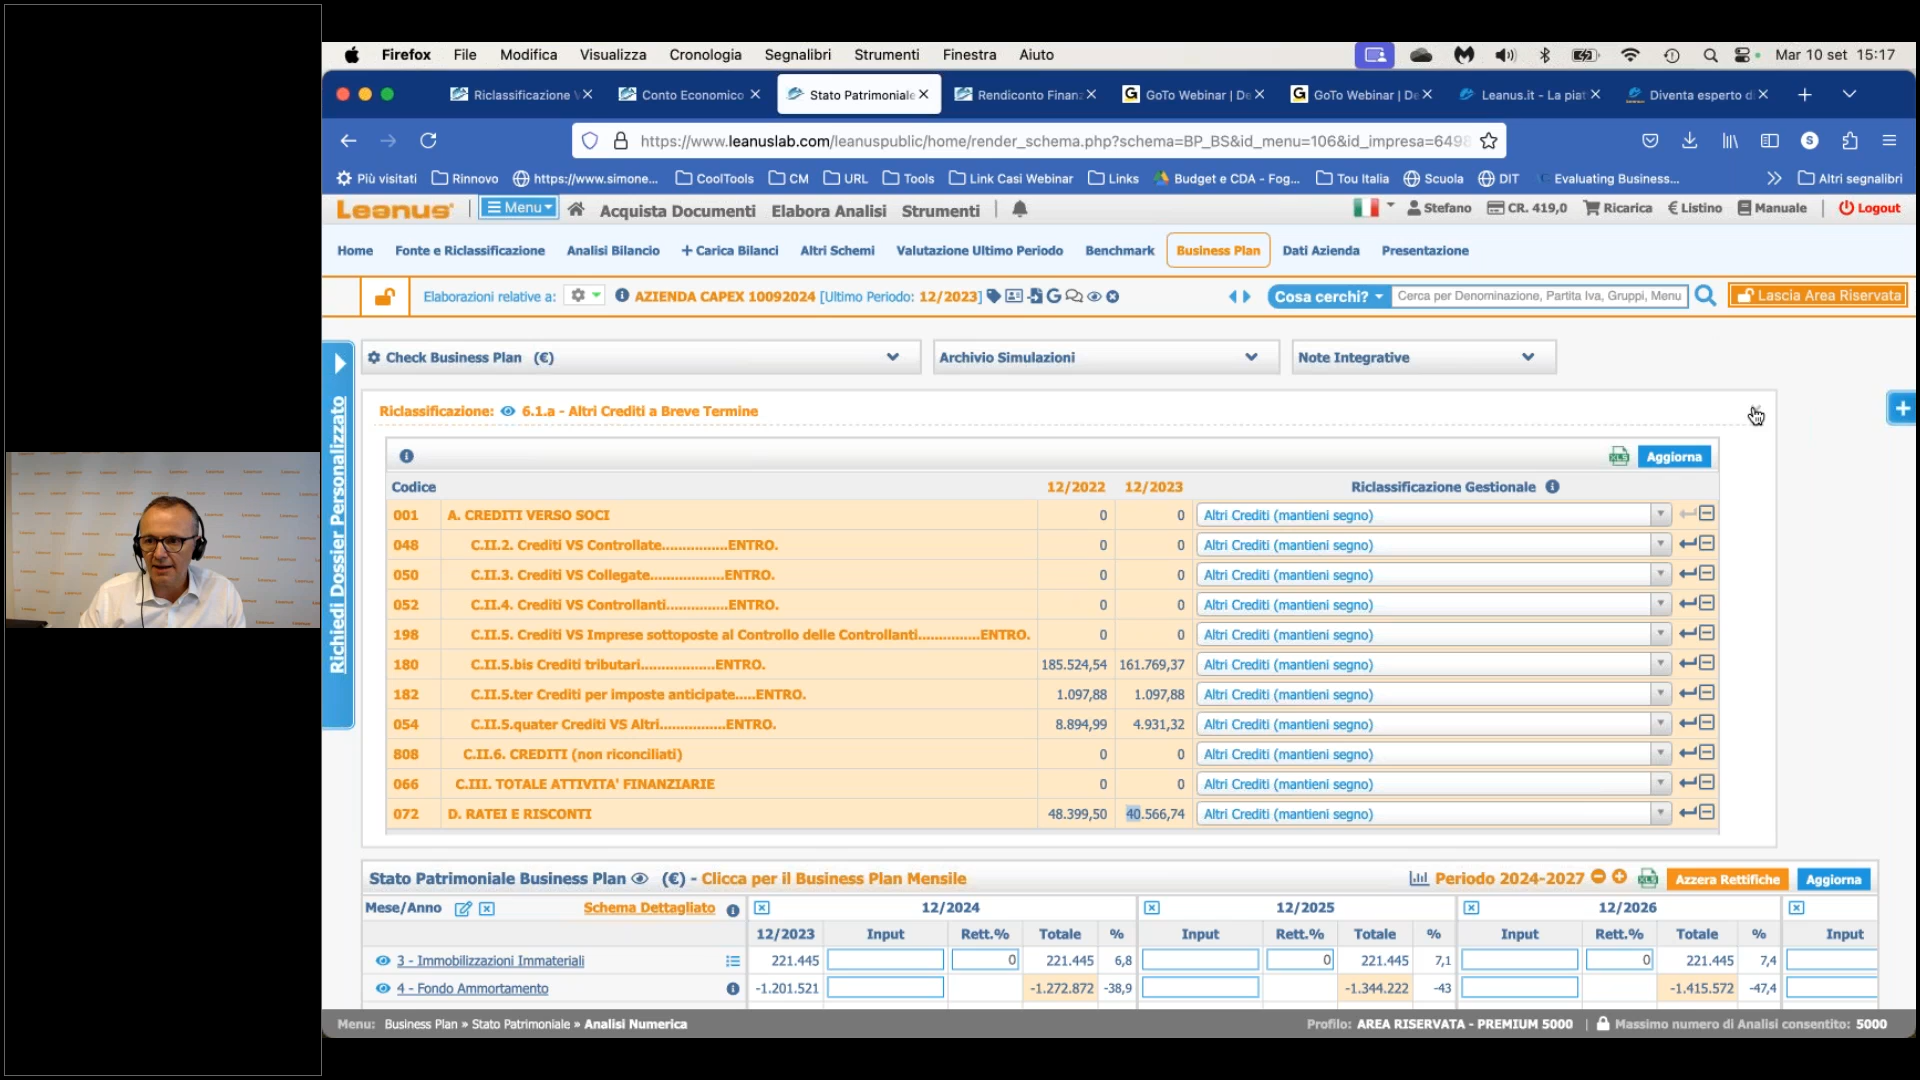 Firefox File Modifica Visualizza Cronologia Segnalibri Strumenti Finestra Aiuto Mar 10 set 15:17
Riclassificazione Conto Economico Stato Patrimoniale Rendiconto Finan GoTo Webinar | De GoTo Webinar | De Leanus.it - La piat Diventa esperto d
https://www.leanuslab.com/leanuspublic/home/render_schema.php?schema=BP_BS&id_menu=106&id_impresa=6498
Più visitati Rinnovo https://www.simone... CoolTools CM URL Tools Link Casi Webinar Links Budget e CDA - Fog... Tou Italia Scuola DIT Evaluating Business... Altri segnalibri
Leanus Menu Acquista Documenti Elabora Analisi Strumenti Stefano CR. 419,0 Ricarica € Listino Manuale Logout
Home Fonte e Riclassificazione Analisi Bilancio + Carica Bilanci Altri Schemi Valutazione Ultimo Periodo Benchmark Business Plan Dati Azienda Presentazione
Elaborazioni relative a: AZIENDA CAPEX 10092024 [Ultimo Periodo: 12/2023] Cosa cerchi? Cerca per Denominazione, Partita Iva, Gruppi, Menu Lascia Area Riservata
Richiedi Dossier Personalizzato
Check Business Plan (€) Archivio Simulazioni Note Integrative
Riclassificazione: 6.1.a - Altri Crediti a Breve Termine
XLS Aggiorna
Codice 12/2022 12/2023 Riclassificazione Gestionale
001 A. CREDITI VERSO SOCI 0 0 Altri Crediti (mantieni segno)
048 C.II.2. Crediti VS Controllate................ENTRO. 0 0 Altri Crediti (mantieni segno)
050 C.II.3. Crediti VS Collegate..................ENTRO. 0 0 Altri Crediti (mantieni segno)
052 C.II.4. Crediti VS Controllanti...............ENTRO. 0 0 Altri Crediti (mantieni segno)
198 C.II.5. Crediti VS Imprese sottoposte al Controllo delle Controllanti...............ENTRO. 0 0 Altri Crediti (mantieni segno)
180 C.II.5.bis Crediti tributari..................ENTRO. 185.524,54 161.769,37 Altri Crediti (mantieni segno)
182 C.II.5.ter Crediti per imposte anticipate.....ENTRO. 1.097,88 1.097,88 Altri Crediti (mantieni segno)
054 C.II.5.quater Crediti VS Altri................ENTRO. 8.894,99 4.931,32 Altri Crediti (mantieni segno)
808 C.II.6. CREDITI (non riconciliati) 0 0 Altri Crediti (mantieni segno)
066 C.III. TOTALE ATTIVITA' FINANZIARIE 0 0 Altri Crediti (mantieni segno)
072 D. RATEI E RISCONTI 48.399,50 40.566,74 Altri Crediti (mantieni segno)
Stato Patrimoniale Business Plan (€) - Clicca per il Business Plan Mensile Periodo 2024-2027 XLS Azzera Rettifiche Aggiorna
Mese/Anno Schema Dettagliato 12/2024 12/2025 12/2026
12/2023 Input Rett.% Totale % Input Rett.% Totale % Input Rett.% Totale % Input
3 - Immobilizzazioni Immateriali 221.445 0 221.445 6,8 0 221.445 7,1 0 221.445 7,4
4 - Fondo Ammortamento -1.201.521 -1.272.872 -38,9 -1.344.222 -43 -1.415.572 -47,4
Menu: Business Plan » Stato Patrimoniale » Analisi Numerica Profilo: AREA RISERVATA - PREMIUM 5000 | Massimo numero di Analisi consentito: 5000